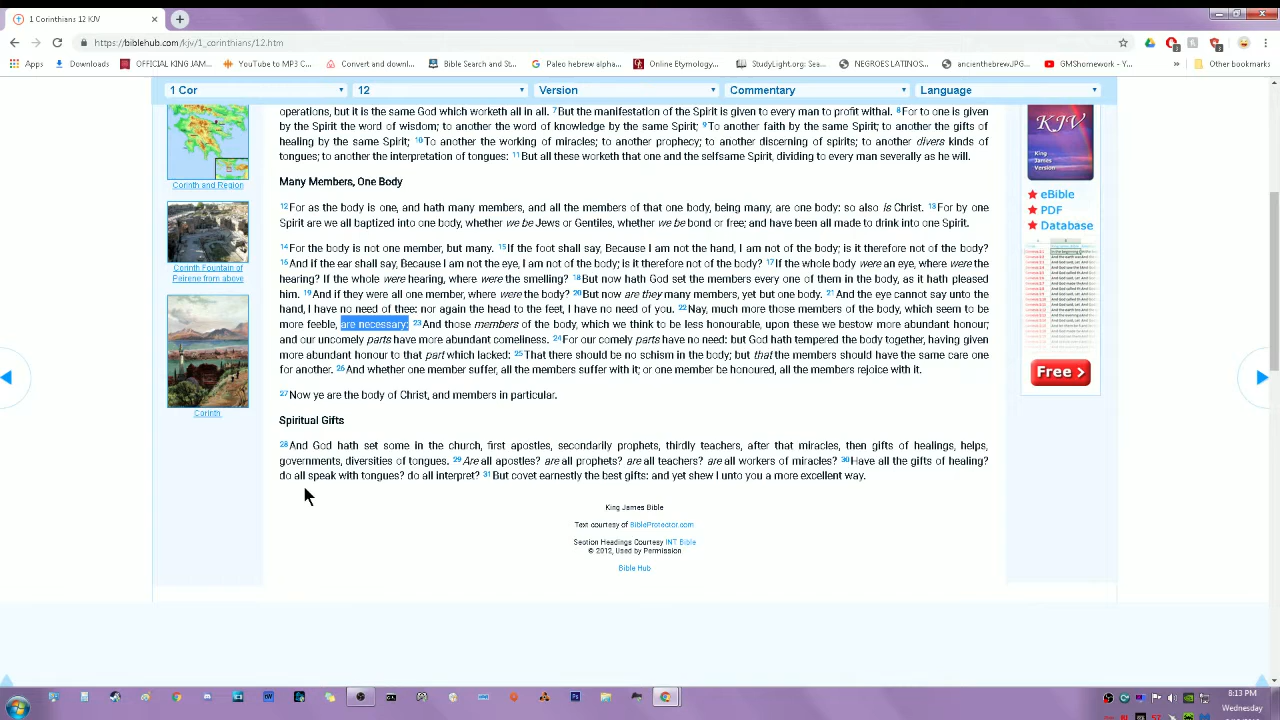 1 Corinthians 12 KJV
https://biblehub.com/kjv/1_corinthians/12.htm
Apps Downloads OFFICIAL KING JAM... YouTube to MP3 C... Convert and downl... Bible Search and S... Paleo hebrew alpha... Online Etymology... StudyLight.org: Sea... NEGROES LATINOS... ancienthebrewJPG... GMShomework - Y... » Other bookmarks
1 Cor 12 Version Commentary Language
operations, but it is the same God which worketh all in all. 7But the manifestation of the Spirit is given to every man to profit withal. 8For to one is given
by the Spirit the word of wisdom; to another the word of knowledge by the same Spirit; 9To another faith by the same Spirit; to another the gifts of
healing by the same Spirit; 10To another the working of miracles; to another prophecy; to another discerning of spirits; to another divers kinds of
tongues; to another the interpretation of tongues: 11But all these worketh that one and the selfsame Spirit, dividing to every man severally as he will.
Many Members, One Body
12For as the body is one, and hath many members, and all the members of that one body, being many, are one body: so also is Christ. 13For by one
Spirit are we all baptized into one body, whether we be Jews or Gentiles, whether we be bond or free; and have been all made to drink into one Spirit.
14For the body is not one member, but many. 15If the foot shall say, Because I am not the hand, I am not of the body; is it therefore not of the body?
16And if the ear shall say, Because I am not the eye, I am not of the body; is it therefore not of the body? 17If the whole body were an eye, where were the
hearing? If the whole were hearing, where were the smelling? 18But now hath God set the members every one of them in the body, as it hath pleased
him. 19And if they were all one member, where were the body? 20But now are they many members, yet but one body. 21And the eye cannot say unto the
hand, I have no need of thee: nor again the head to the feet, I have no need of you. 22Nay, much more those members of the body, which seem to be
more feeble, are necessary: 23And those members of the body, which we think to be less honourable, upon these we bestow more abundant honour;
and our uncomely parts have more abundant comeliness. 24For our comely parts have no need: but God hath tempered the body together, having given
more abundant honour to that part which lacked: 25That there should be no schism in the body; but that the members should have the same care one
for another. 26And whether one member suffer, all the members suffer with it; or one member be honoured, all the members rejoice with it.
27Now ye are the body of Christ, and members in particular.
Spiritual Gifts
28And God hath set some in the church, first apostles, secondarily prophets, thirdly teachers, after that miracles, then gifts of healings, helps,
governments, diversities of tongues. 29Are all apostles? are all prophets? are all teachers? are all workers of miracles? 30Have all the gifts of healing?
do all speak with tongues? do all interpret? 31But covet earnestly the best gifts: and yet shew I unto you a more excellent way.
King James Bible
Text courtesy of BibleProtector.com
Section Headings Courtesy INT Bible
© 2012, Used by Permission
Bible Hub
Corinth and Region
Corinth Fountain of
Peirene from above
Corinth
KJV
King
James
Version
eBible
PDF
Database
Free >
8:13 PM
Wednesday